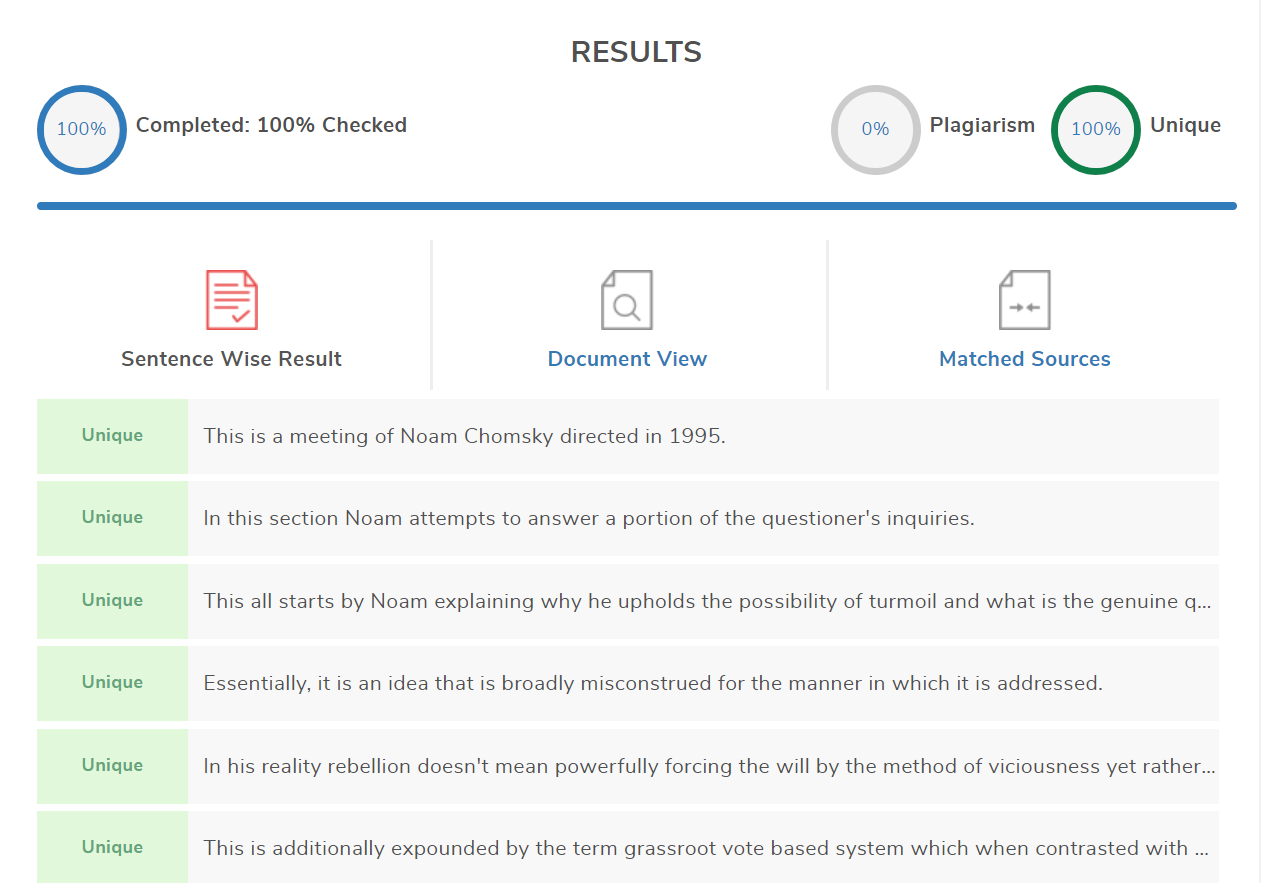 RESULTS
100% Completed: 100% Checked 0% Plagiarism 100% Unique
Sentence Wise Result Document View Matched Sources
Unique This is a meeting of Noam Chomsky directed in 1995.
Unique In this section Noam attempts to answer a portion of the questioner's inquiries.
Unique This all starts by Noam explaining why he upholds the possibility of turmoil and what is the genuine q...
Unique Essentially, it is an idea that is broadly misconstrued for the manner in which it is addressed.
Unique In his reality rebellion doesn't mean powerfully forcing the will by the method of viciousness yet rather...
Unique This is additionally expounded by the term grassroot vote based system which when contrasted with ...